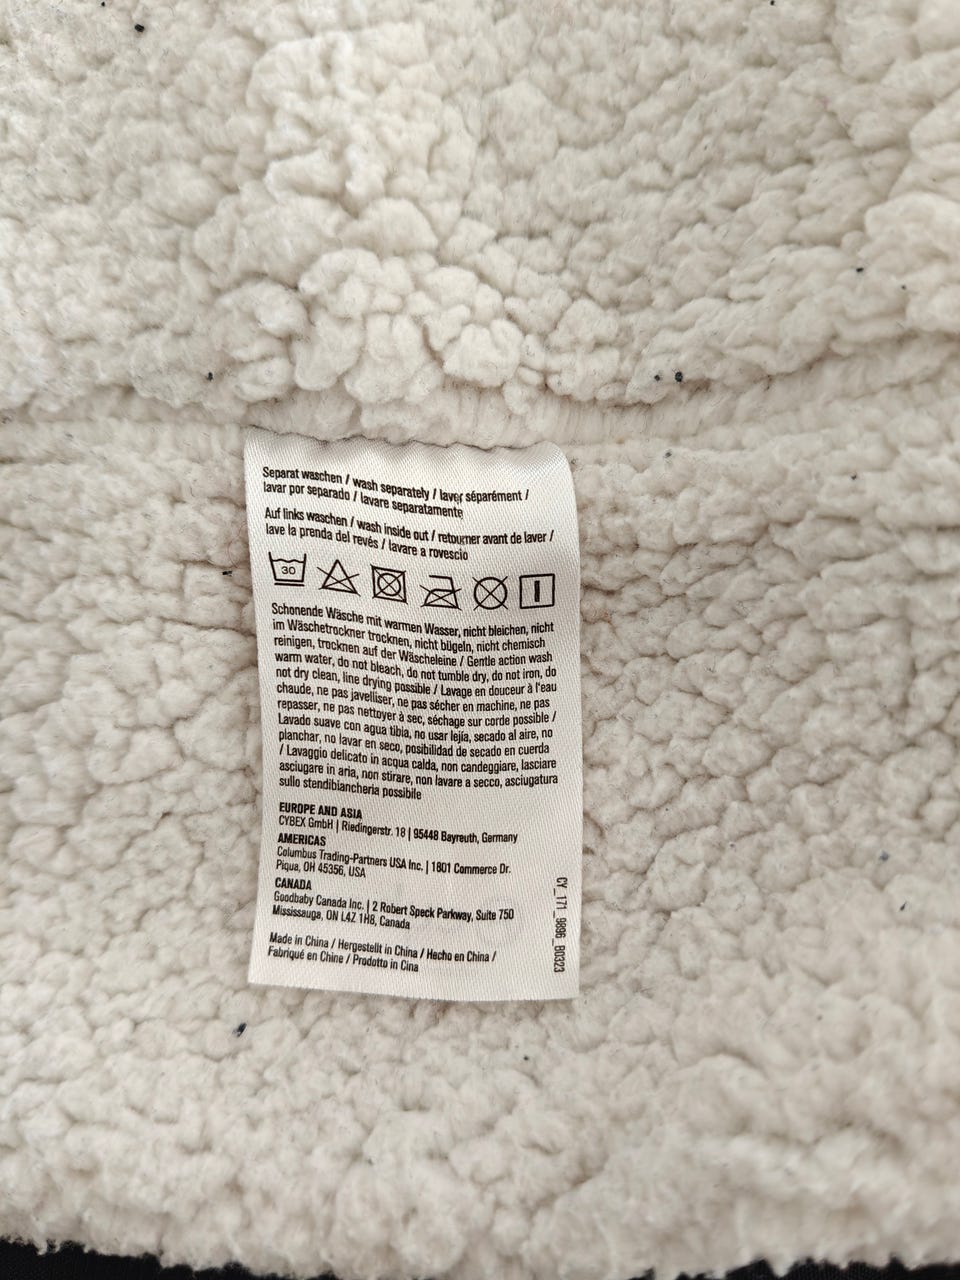 Separat waschen / wash separately / laver séparément /
lavar por separado / lavare separatamente
Auf links waschen / wash inside out / retourner avant de laver /
lave la prenda del revés / lavare a rovescio
30
Schonende Wäsche mit warmen Wasser, nicht bleichen, nicht
im Wäschetrockner trocknen, nicht bügeln, nicht chemisch
reinigen, trocknen auf der Wäscheleine / Gentle action wash
warm water, do not bleach, do not tumble dry, do not iron, do
not dry clean, line drying possible / Lavage en douceur à l'eau
chaude, ne pas javelliser, ne pas sécher en machine, ne pas
repasser, ne pas nettoyer à sec, séchage sur corde possible /
Lavado suave con agua tibia, no usar lejía, secado al aire, no
planchar, no lavar en seco, posibilidad de secado en cuerda
/ Lavaggio delicato in acqua calda, non candeggiare, lasciare
asciugare in aria, non stirare, non lavare a secco, asciugatura
sullo stendibiancheria possibile
EUROPE AND ASIA
CYBEX GmbH | Riedingerstr. 18 | 95448 Bayreuth, Germany
AMERICAS
Columbus Trading-Partners USA Inc. | 1801 Commerce Dr.
Piqua, OH 45356, USA
CANADA
Goodbaby Canada Inc. | 2 Robert Speck Parkway, Suite 750
Mississauga, ON L4Z 1H8, Canada
Made in China / Hergestellt in China / Hecho en China /
Fabriqué en Chine / Prodotto in Cina
CY_171_9896_B0323